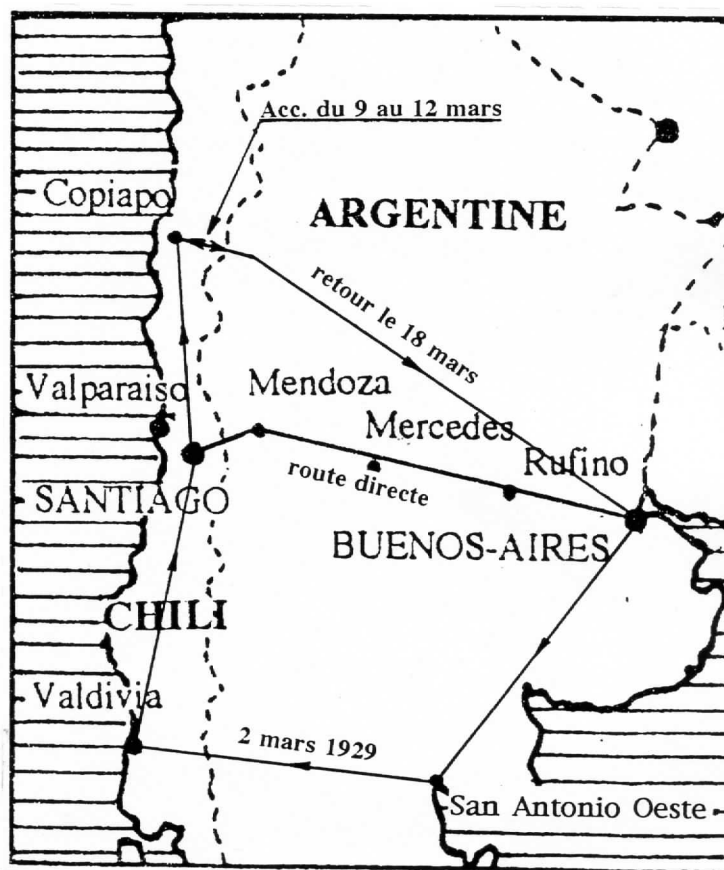 Acc. du 9 au 12 mars
Copiapo
ARGENTINE
retour le 18 mars
Valparaiso
Mendoza
Mercedes
Rufino
route directe
SANTIAGO
BUENOS-AIRES
CHILI
Valdivia
2 mars 1929
San Antonio Oeste